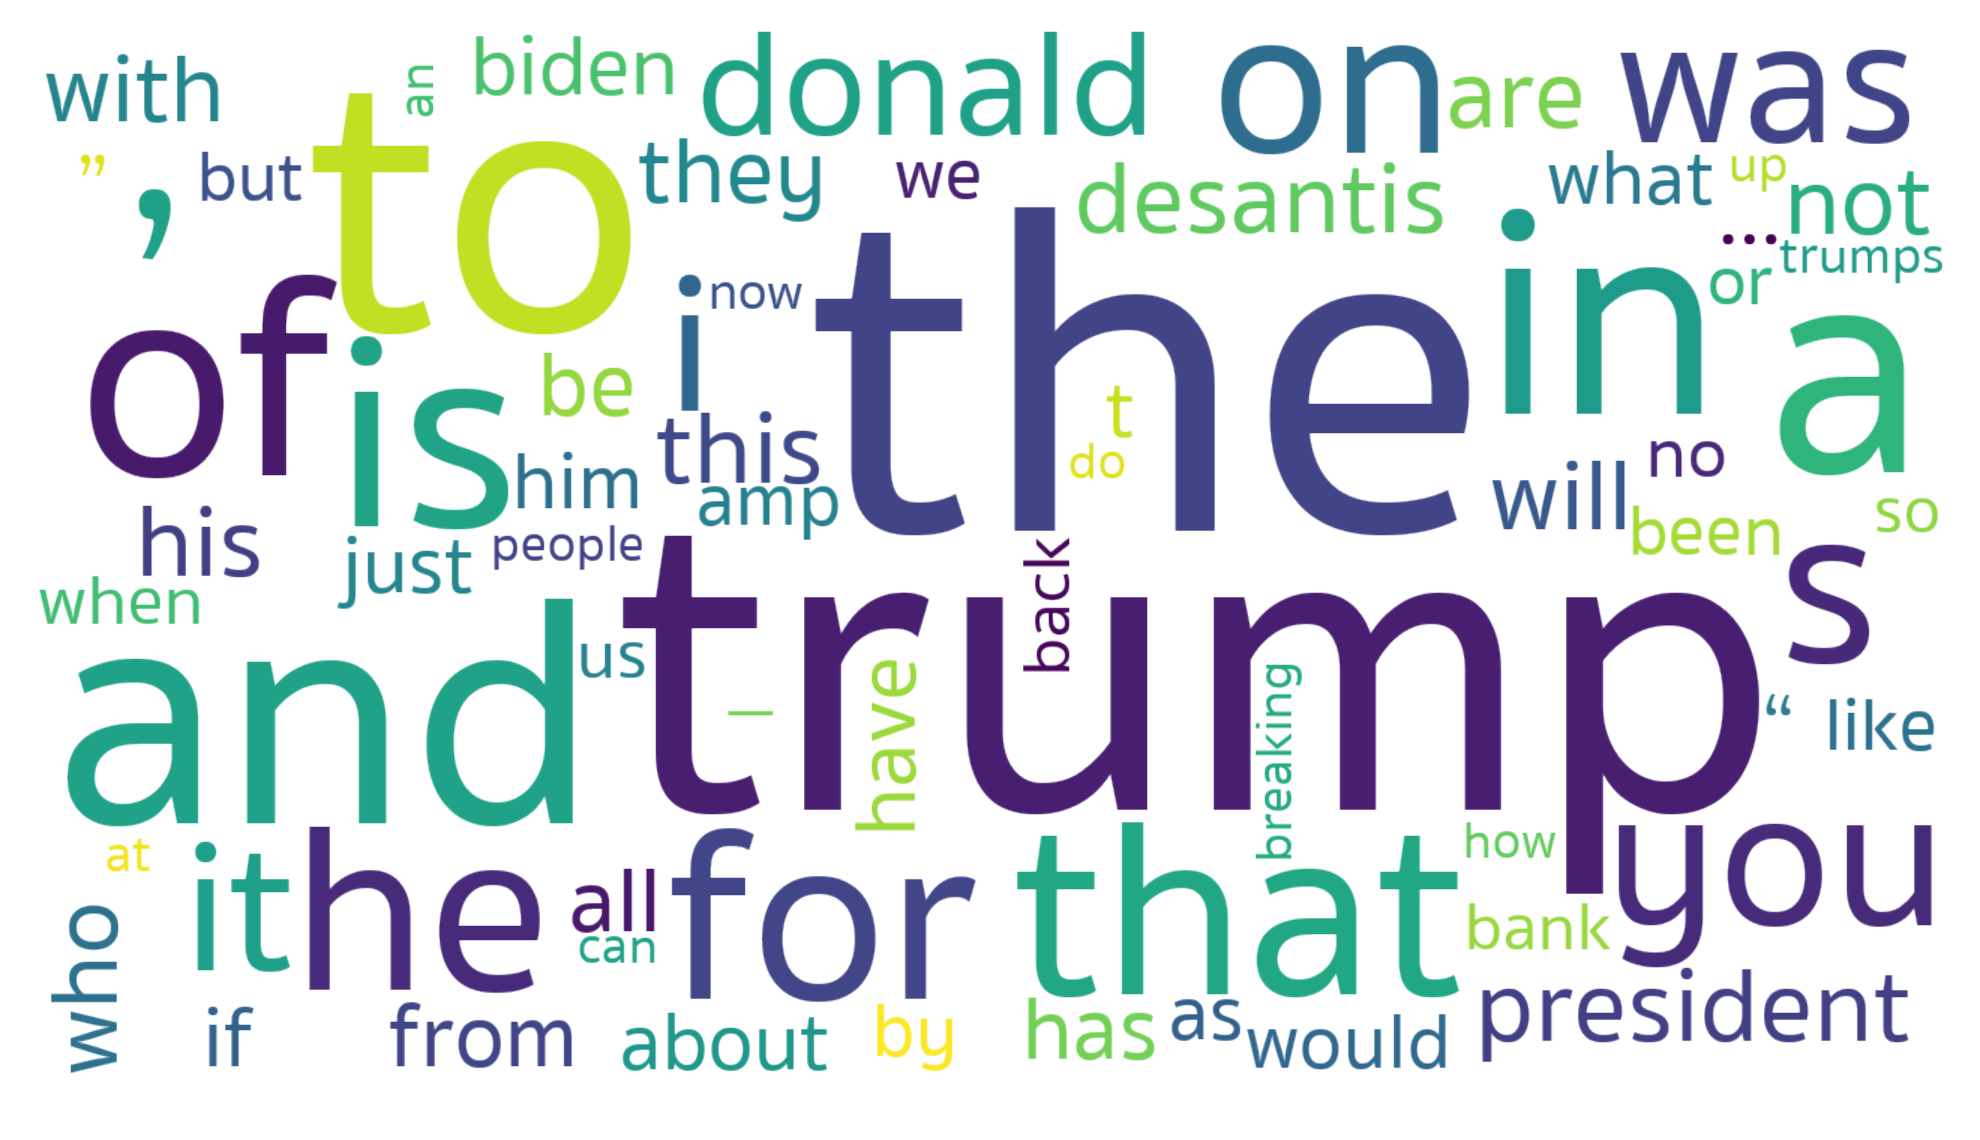 with
an
biden
donald
on
are
was
”
’
but
to
they
we
desantis
what
up
not
...
trumps
of
is
i
now
the
in
or
a
be
this
t
do
him
amp
will
no
been
so
his
just
people
back
s
when
and
us
trump
—
have
breaking
“
like
at
it
he
all
can
for
that
how
bank
you
who
if
from
about
by
has
as
would
president